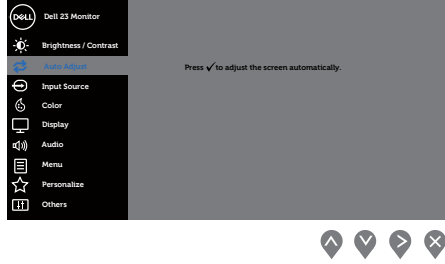 DELL
Dell 23 Monitor
Brightness / Contrast
Auto Adjust
Press ✓ to adjust the screen automatically.
Input Source
Color
Display
Audio
Menu
Personalize
Others